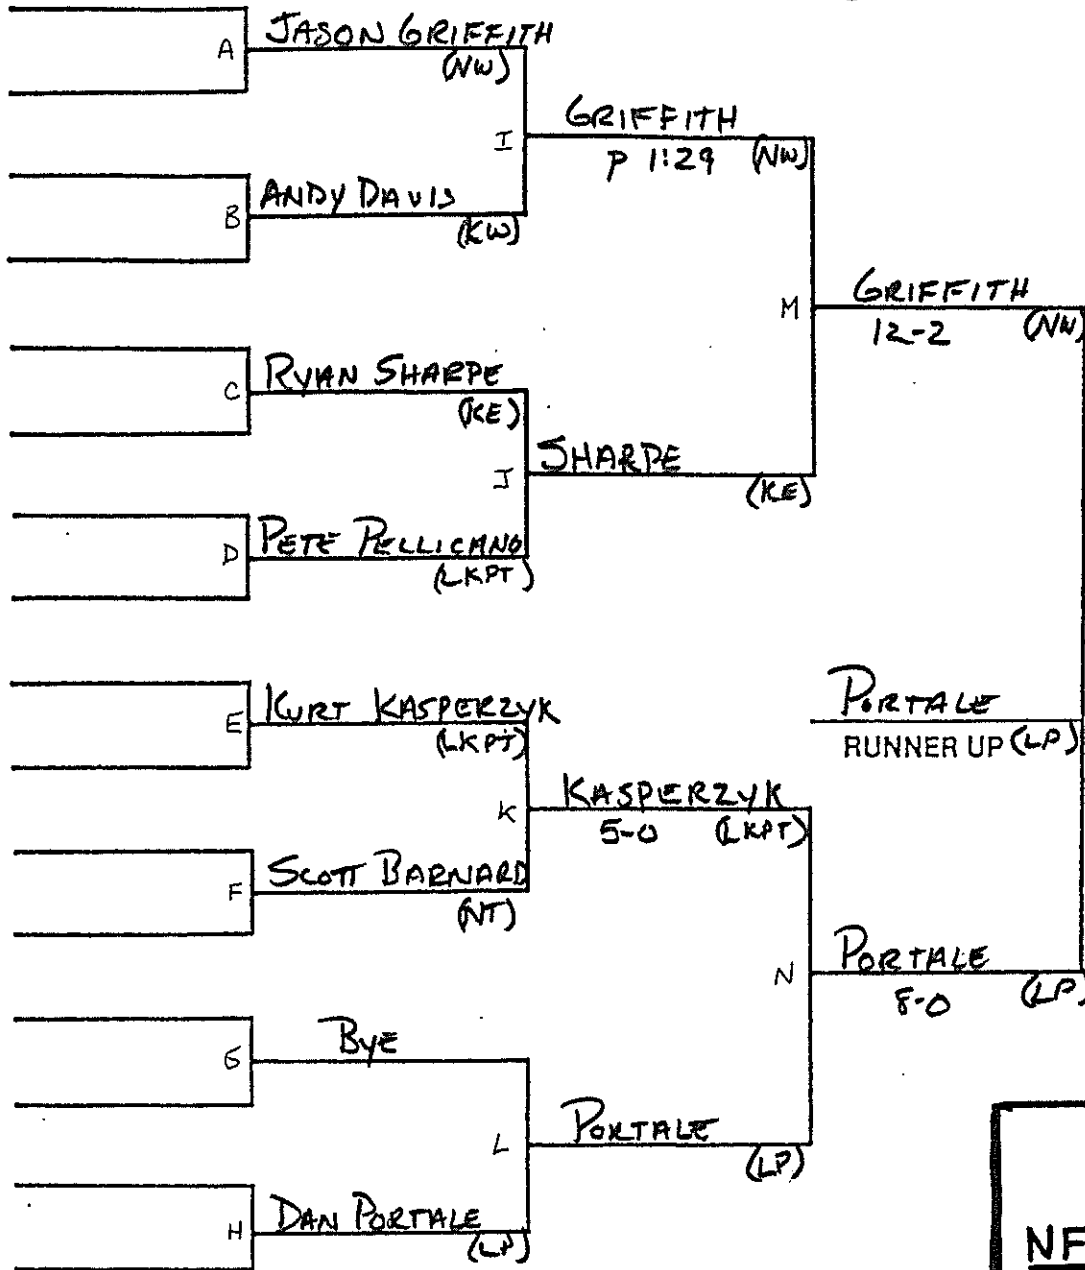 A JASON GRIFFITH
(NW)
I GRIFFITH
P 1:29 (NW)
B ANDY DAVIS
(KW)
M GRIFFITH
12-2 (NW)
C RYAN SHARPE
(KE)
J SHARPE
(KE)
D PETE PELLICANO
(LKPT)
E KURT KASPERZYK
(LKPT)
PORTALE
RUNNER UP (LP)
K KASPERZYK
5-0 (LKPT)
F SCOTT BARNARD
(NT)
N PORTALE
8-0 (LP)
G BYE
L PORTALE
(LP)
H DAN PORTALE
(LP)
NF